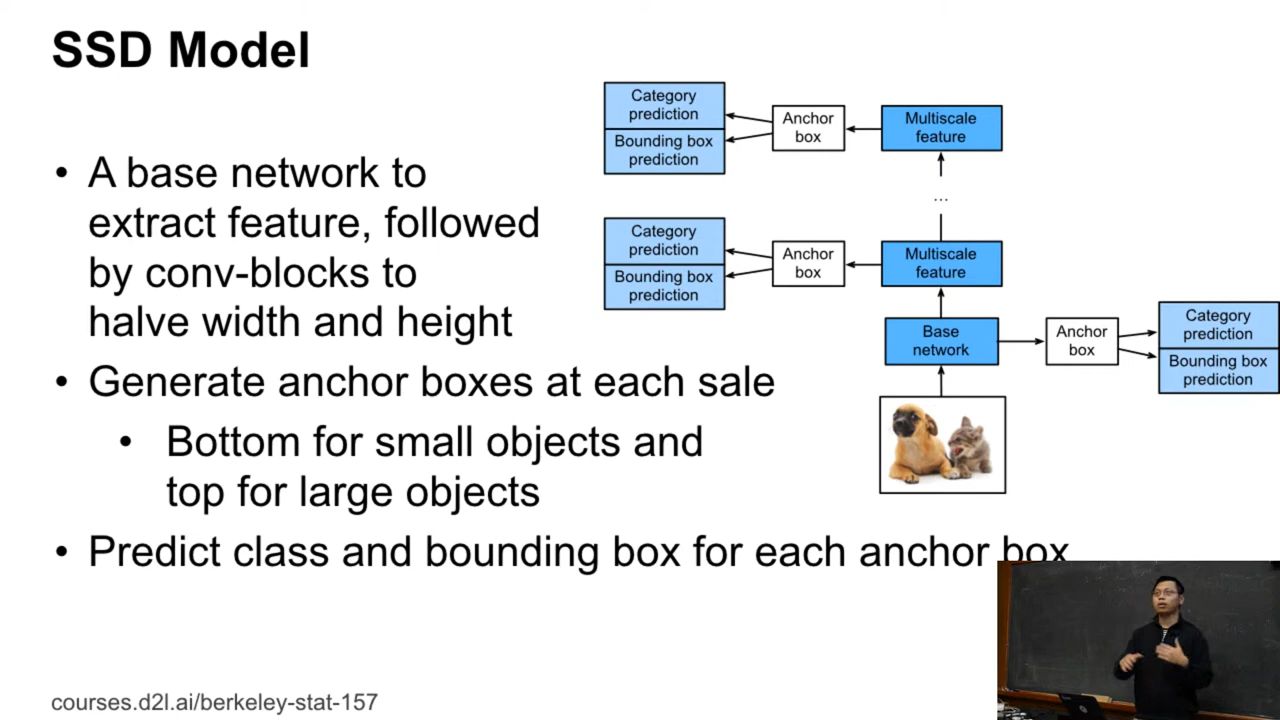 SSD Model
• A base network to
extract feature, followed
by conv-blocks to
halve width and height
• Generate anchor boxes at each sale
• Bottom for small objects and
top for large objects
• Predict class and bounding box for each anchor box
Category
prediction
Bounding box
prediction
Anchor
box
Multiscale
feature
...
Category
prediction
Bounding box
prediction
Anchor
box
Multiscale
feature
Base
network
Anchor
box
Category
prediction
Bounding box
prediction
courses.d2l.ai/berkeley-stat-157